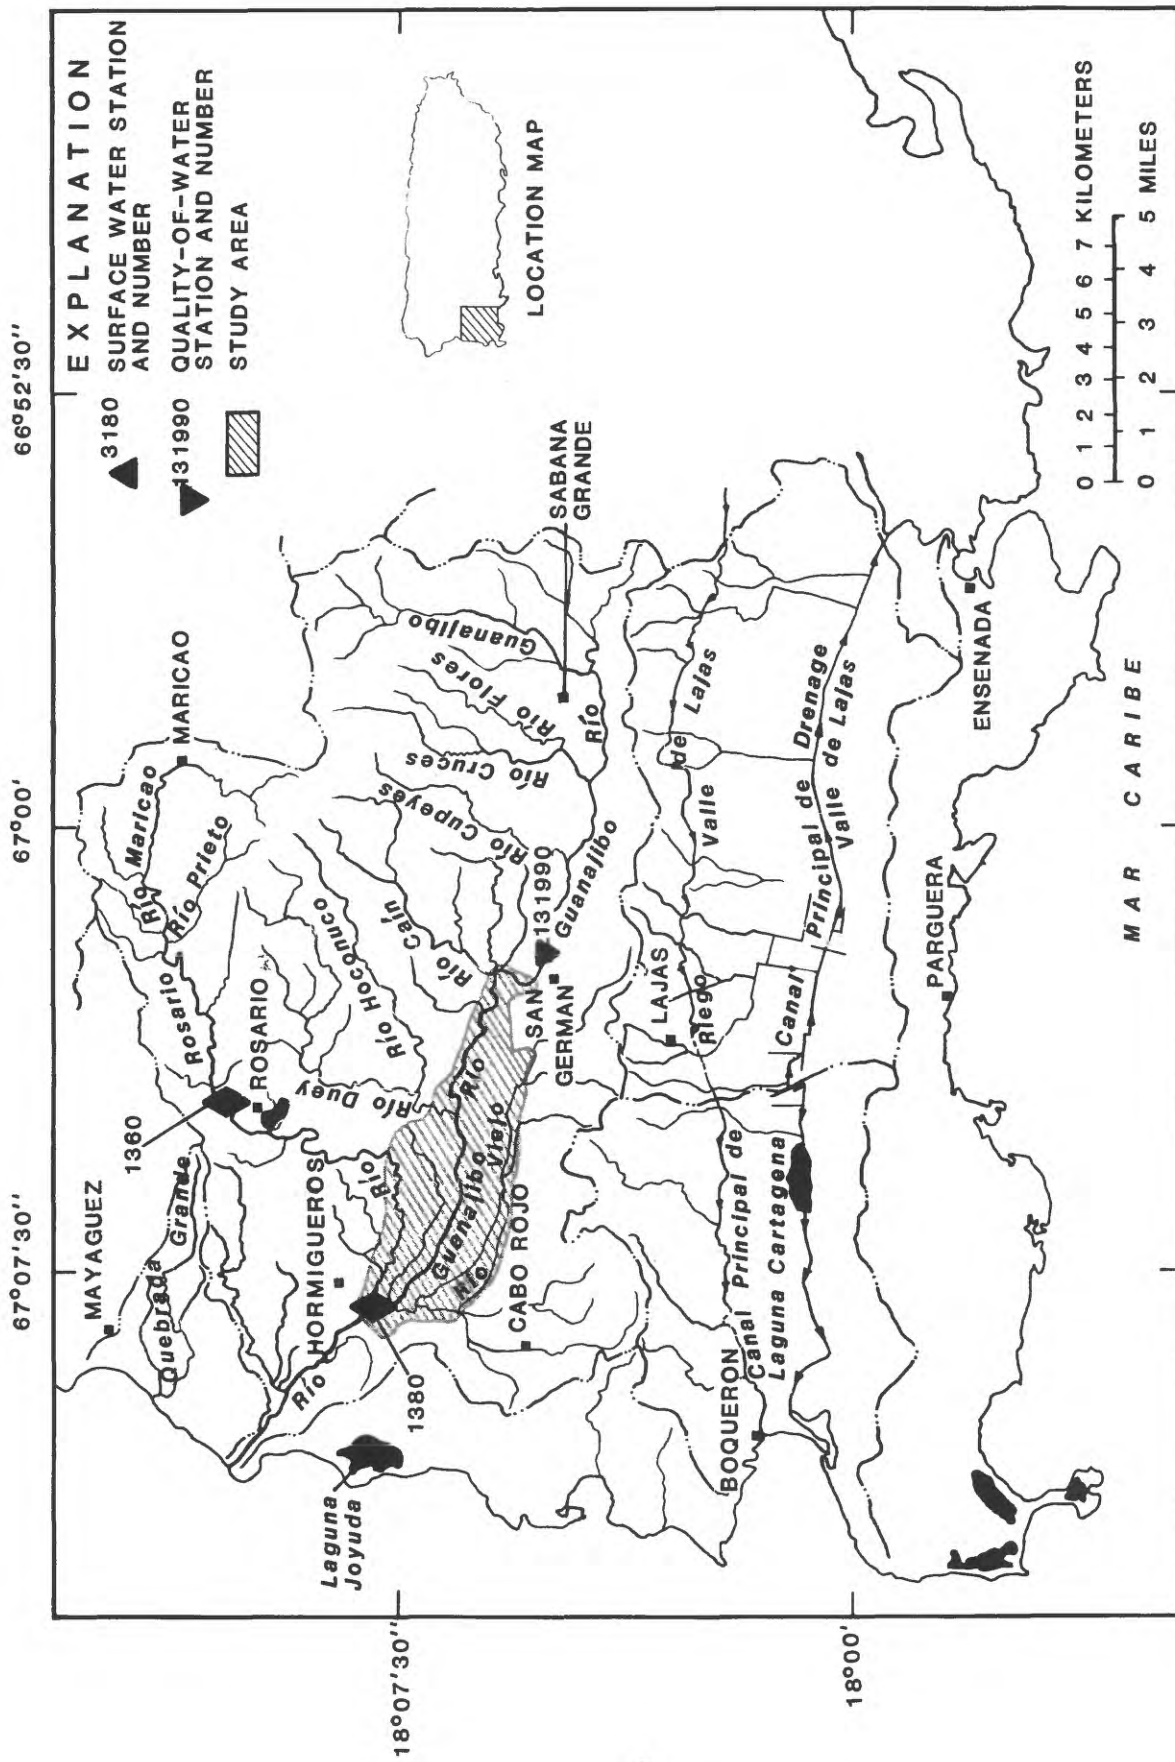 67°07'30''
67°00'
66°52'30''
18°07'30''
18°00'
EXPLANATION
3180
SURFACE WATER STATION
AND NUMBER
131990
QUALITY-OF-WATER
STATION AND NUMBER
STUDY AREA
LOCATION MAP
MAYAGUEZ
Quebrada
Grande
1360
Rosario
ROSARIO
Río
Maricao
Río Prieto
MARICAO
HORMIGUEROS
Río
Río
Río Duey
Río Hoconuco
Río Caín
Río Cupeyes
Río Cruces
Río Flores
Guanajibo
Río
SABANA
GRANDE
1380
Laguna
Joyuda
Guanajibo
Río
Río
Viejo
CABO ROJO
SAN
GERMAN
131990
Guanajibo
LAJAS
Riego
de
Valle
Lajas
BOQUERON
Canal Principal de
Laguna Cartagena
Canal
Principal de Drenage
Valle de Lajas
PARGUERA
ENSENADA
MAR CARIBE
0 1 2 3 4 5 6 7 KILOMETERS
0 1 2 3 4 5 MILES